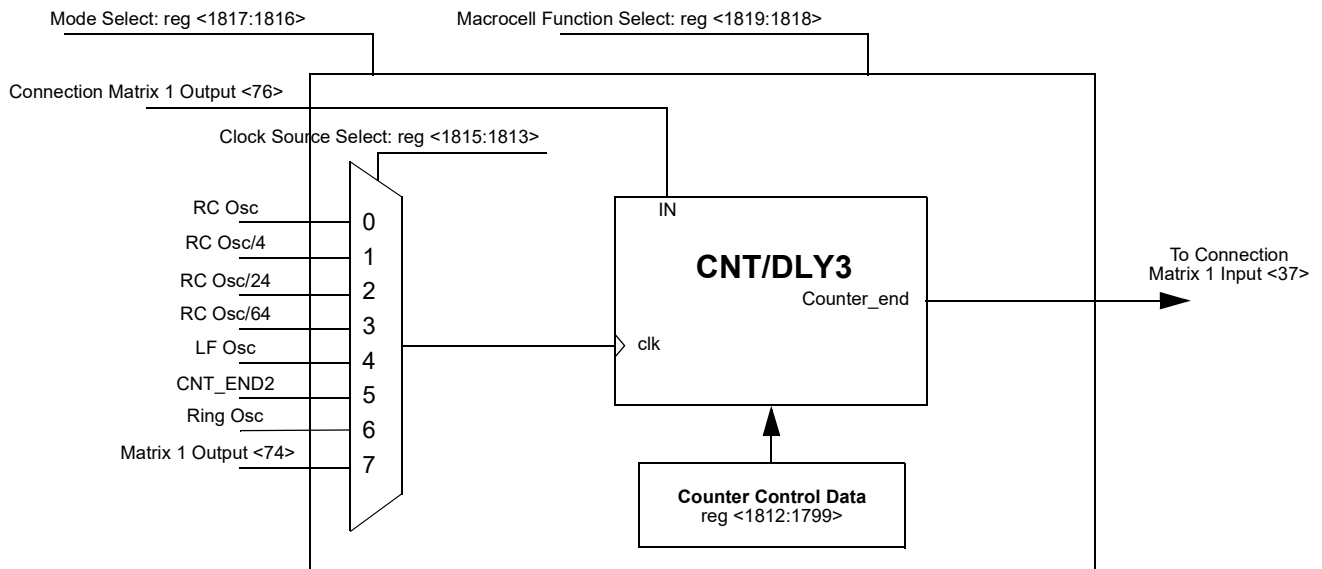 Mode Select: reg <1817:1816>
Macrocell Function Select: reg <1819:1818>
Connection Matrix 1 Output <76>
Clock Source Select: reg <1815:1813>
RC Osc
0
RC Osc/4
1
RC Osc/24
2
RC Osc/64
3
LF Osc
4
CNT_END2
5
Ring Osc
6
Matrix 1 Output <74>
7
IN
CNT/DLY3
Counter_end
clk
To Connection
Matrix 1 Input <37>
Counter Control Data
reg <1812:1799>